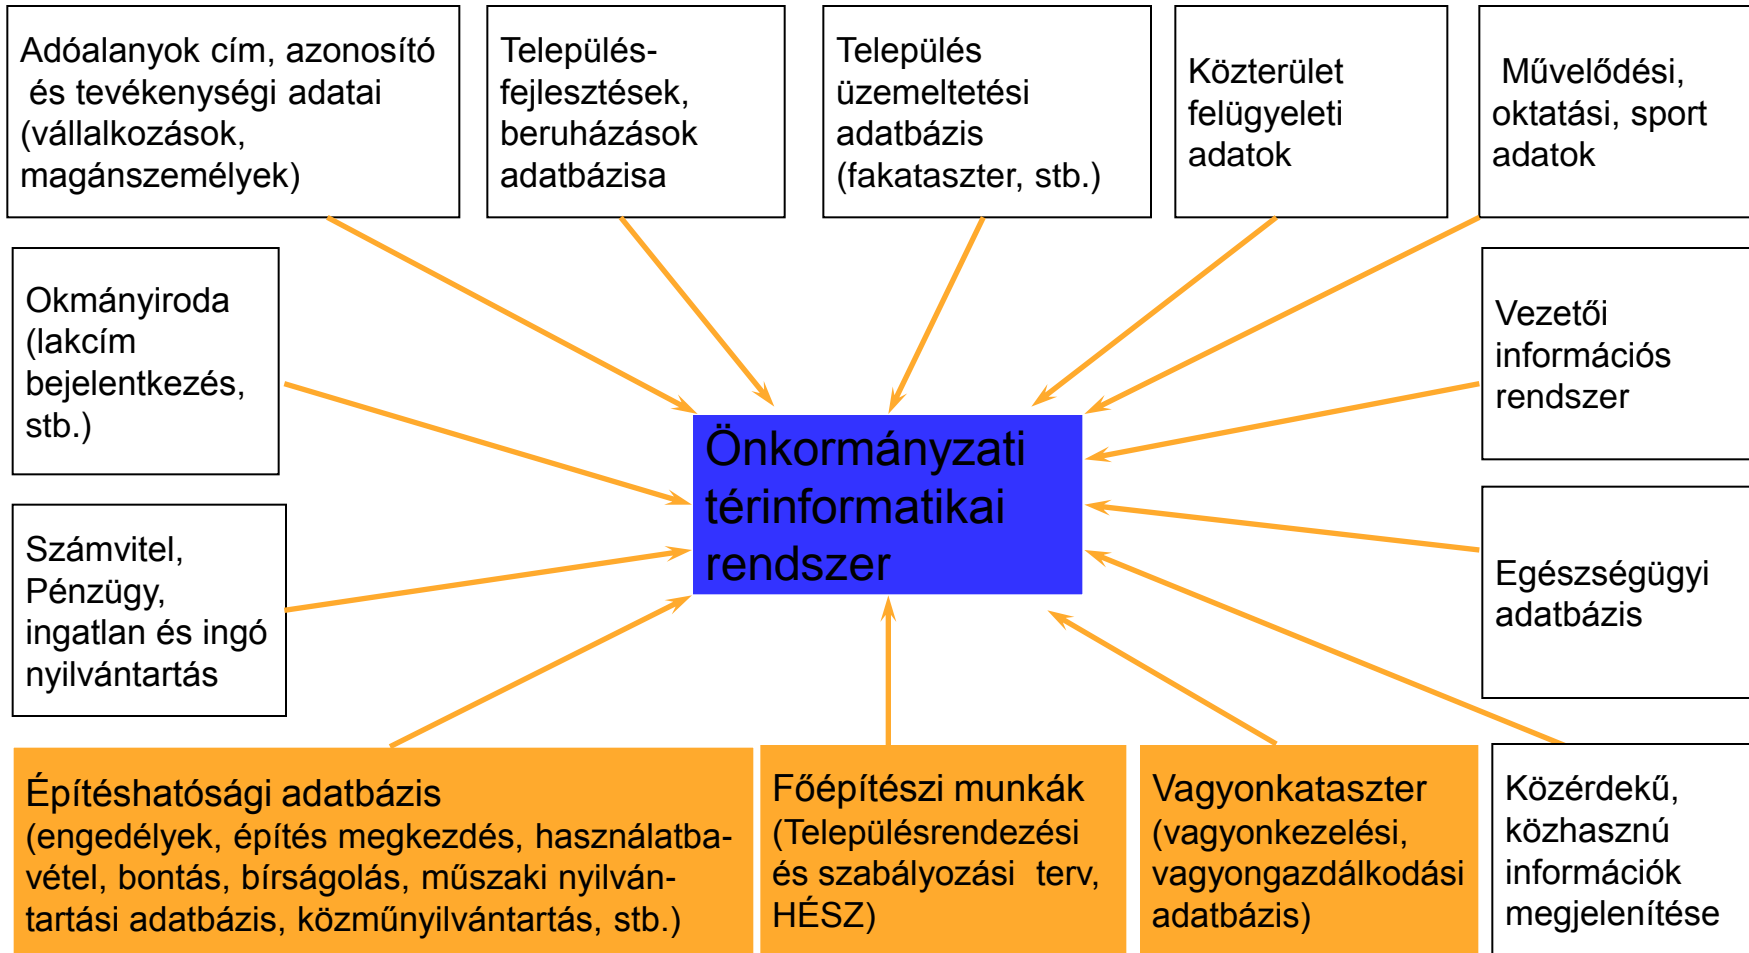 Adóalanyok cím, azonosító
és tevékenységi adatai
(vállalkozások,
magánszemélyek)
Település-
fejlesztések,
beruházások
adatbázisa
Település
üzemeltetési
adatbázis
(fakataszter, stb.)
Közterület
felügyeleti
adatok
Művelődési,
oktatási, sport
adatok
Okmányiroda
(lakcím
bejelentkezés,
stb.)
Vezetői
információs
rendszer
Önkormányzati
térinformatikai
rendszer
Számvitel,
Pénzügy,
ingatlan és ingó
nyilvántartás
Egészségügyi
adatbázis
Építéshatósági adatbázis
(engedélyek, építés megkezdés, használatba-
vétel, bontás, bírságolás, műszaki nyilván-
tartási adatbázis, közműnyilvántartás, stb.)
Főépítészi munkák
(Településrendezési
és szabályozási terv,
HÉSZ)
Vagyonkataszter
(vagyonkezelési,
vagyongazdálkodási
adatbázis)
Közérdekű,
közhasznú
információk
megjelenítése